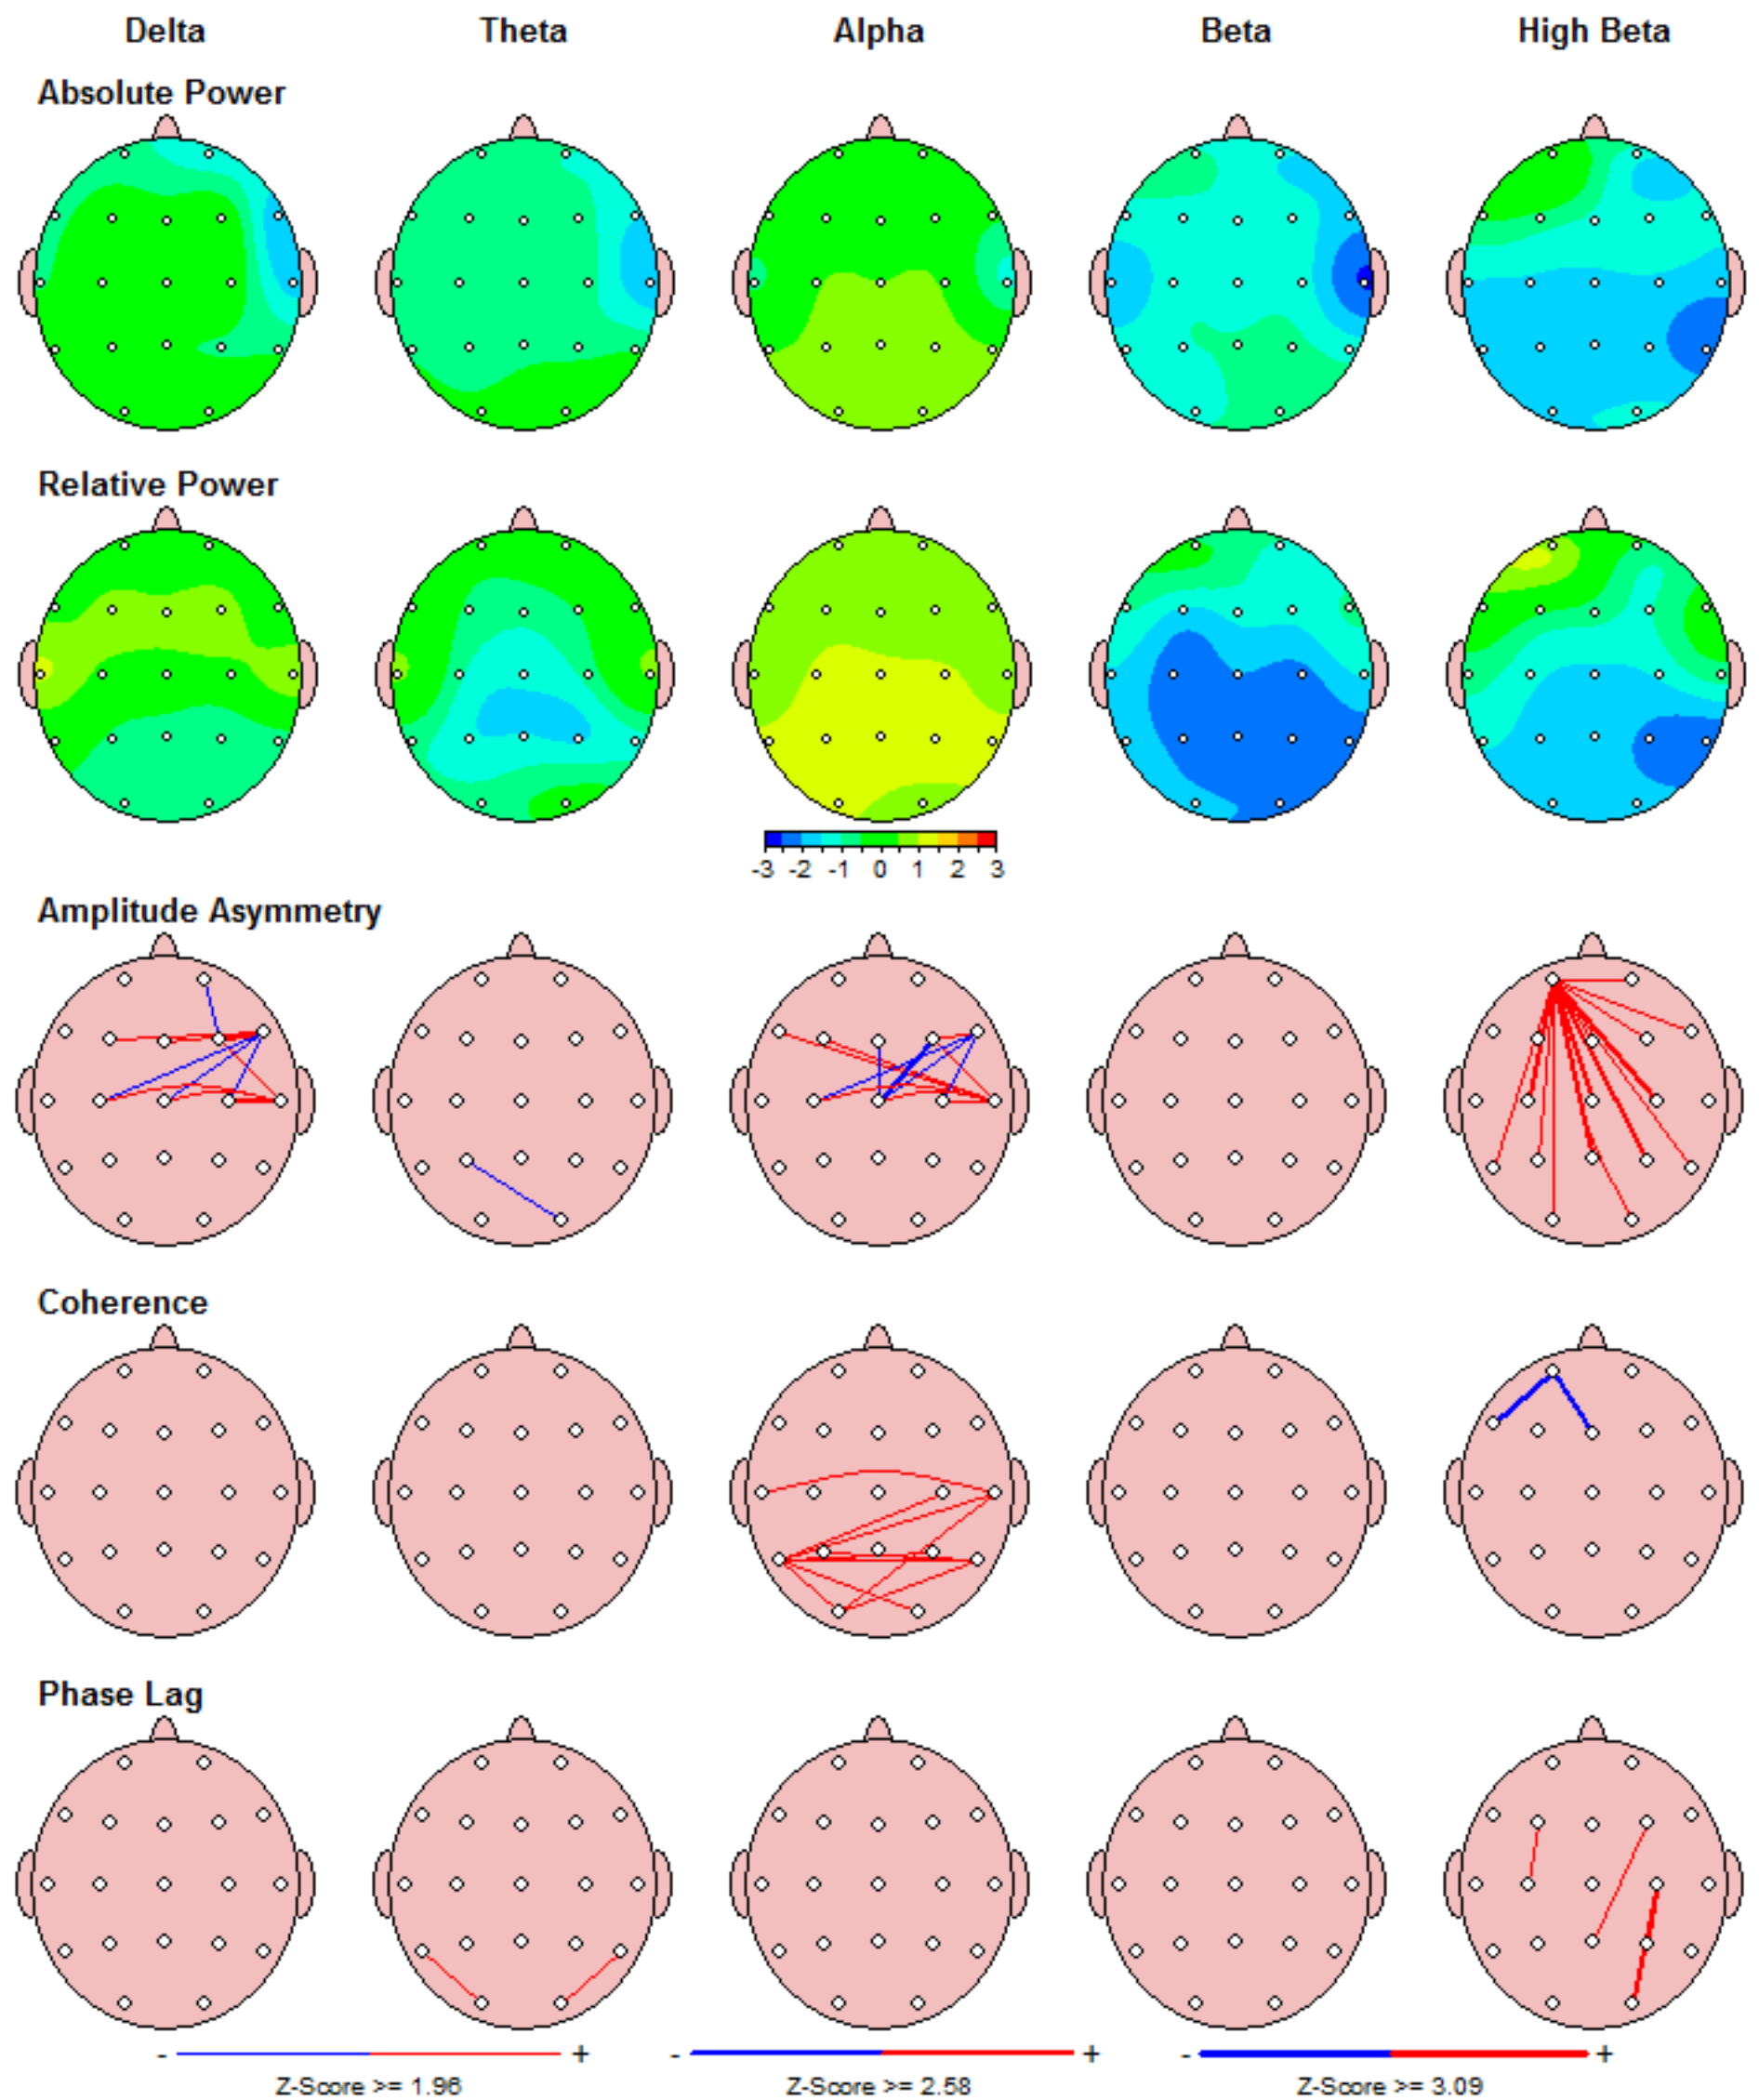 Delta Theta Alpha Beta High Beta
Absolute Power
Relative Power
-3 -2 -1 0 1 2 3
Amplitude Asymmetry
Coherence
Phase Lag
- + - + - +
Z-Score >= 1.96 Z-Score >= 2.58 Z-Score >= 3.09